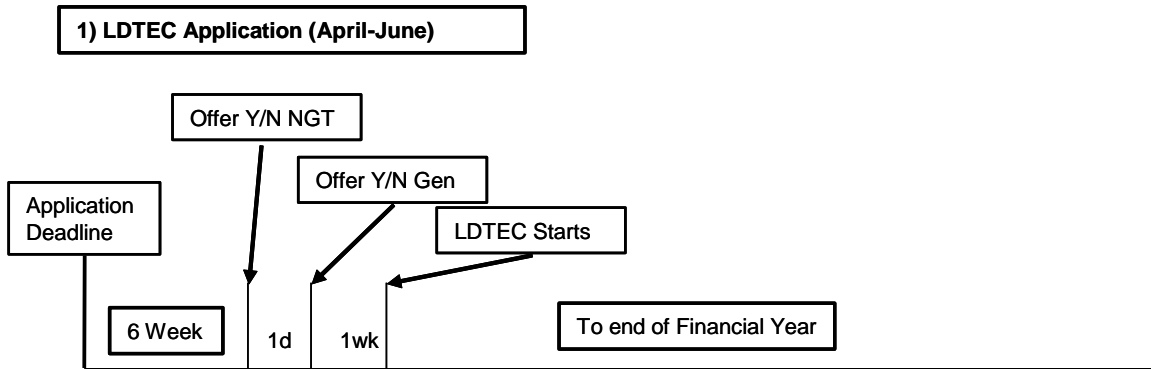 1) LDTEC Application (April-June)
Offer Y/N NGT
Offer Y/N Gen
Application
Deadline
LDTEC Starts
6 Week
1d
1wk
To end of Financial Year